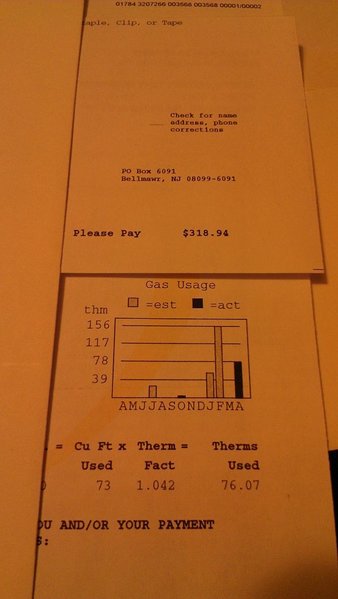 01784 3207266 003568 003568 00001/00002
aple, Clip, or Tape
Check for name
address, phone
corrections
PO Box 6091
Bellmawr, NJ 08099-6091
Please Pay $318.94
Gas Usage
=est =act
thm
156
117
78
39
AMJJASONDJFMA
= Cu Ft x Therm = Therms
Used Fact Used
73 1.042 76.07
OU AND/OR YOUR PAYMENT
S: